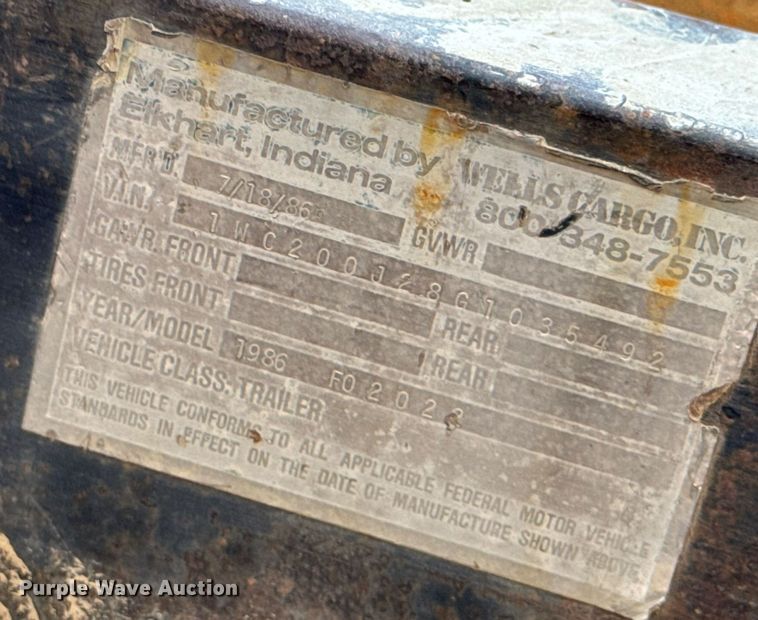 Manufactured by WELLS CARGO, INC.
Elkhart, Indiana 800/348-7553
MFR'D. 7/18/86 GVWR
V.I.N. 1WC200J28G1035492
GAWR: FRONT REAR
TIRES FRONT REAR
YEAR/MODEL 1986 FO2023
VEHICLE CLASS: TRAILER
THIS VEHICLE CONFORMS TO ALL APPLICABLE FEDERAL MOTOR VEHICLE
STANDARDS IN EFFECT ON THE DATE OF MANUFACTURE SHOWN ABOVE
Purple Wave Auction